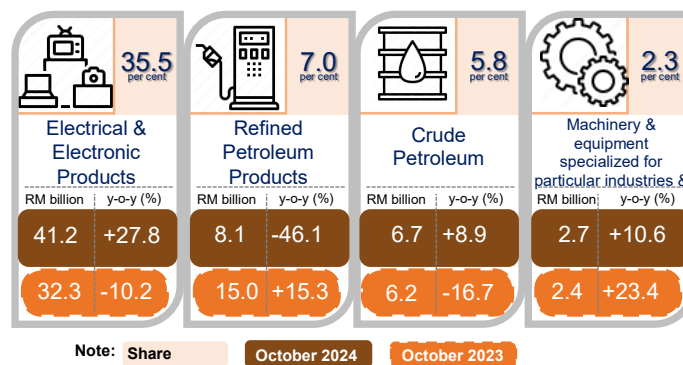 35.5
per cent
Electrical &
Electronic
Products
RM billion y-o-y (%)
41.2 +27.8
32.3 -10.2
7.0
per cent
Refined
Petroleum
Products
RM billion y-o-y (%)
8.1 -46.1
15.0 +15.3
5.8
per cent
Crude
Petroleum
RM billion y-o-y (%)
6.7 +8.9
6.2 -16.7
2.3
per cent
Machinery &
equipment
specialized for
particular industries &
RM billion y-o-y (%)
2.7 +10.6
2.4 +23.4
Note: Share October 2024 October 2023